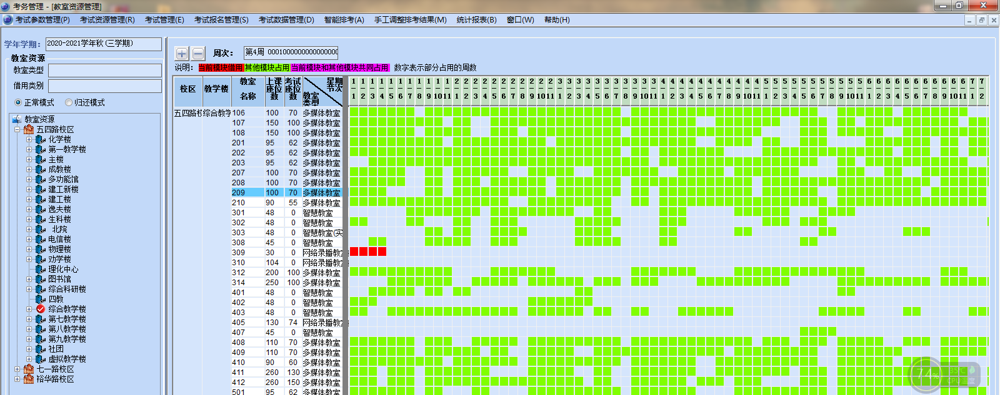 考务管理 - [教室资源管理]
考试参数管理(P) 考试资源管理(R) 考试管理(E) 考试报名管理(S) 考试数据管理(D) 智能排考(A) 手工调整排考结果(M) 统计报表(B) 窗口(W) 帮助(H)
学年学期: 2020-2021学年秋(三学期)
教室资源
教室类型
借用类别
正常模式 归还模式
教室资源
五四路校区
化学楼
第一教学楼
主楼
成教楼
多功能馆
建工新楼
建工楼
逸夫楼
生科楼
北院
电信楼
物理楼
劝学楼
理化中心
图书馆
综合科研楼
四教
综合教学楼
第七教学楼
第八教学楼
第九教学楼
社团
虚拟教学楼
七一路校区
裕华路校区
周次: 第4周 0001000000000000000
说明: 当前模块借用 其他模块占用 当前模块和其他模块共同占用 数字表示部分占用的周数
校区 教学楼 教室名称 上课座位数 考试座位数 星期 节次 教室类别
1 1 1 1 1 1 1 1 1 1 1 2 2 2 2 2 2 2 2 2 2 2 3 3 3 3 3 3 3 3 3 3 3 4 4 4 4 4 4 4 4 4 4 4 5 5 5 5 5 5 5 5 5 5 5 6 6 6 6 6 6 6 6 6 6 6 7 7
1 2 3 4 5 6 7 8 9 10 11 1 2 3 4 5 6 7 8 9 10 11 1 2 3 4 5 6 7 8 9 10 11 1 2 3 4 5 6 7 8 9 10 11 1 2 3 4 5 6 7 8 9 10 11 1 2 3 4 5 6 7 8 9 10 11 1 2
五四路校 综合教学 106 100 70 多媒体教室
107 150 100 多媒体教室
108 150 100 多媒体教室
201 95 62 多媒体教室
202 95 62 多媒体教室
203 95 62 多媒体教室
207 100 70 多媒体教室
208 100 70 多媒体教室
209 100 70 多媒体教室
210 90 55 多媒体教室
301 48 0 智慧教室
302 48 0 智慧教室
303 48 0 智慧教室(实
308 45 0 智慧教室
309 30 0 网络录播教室
310 104 0 网络录播教室
312 200 100 多媒体教室
314 250 100 多媒体教室
401 48 0 智慧教室
402 48 0 智慧教室
403 48 0 智慧教室
405 130 74 网络录播教室
407 45 0 智慧教室
408 110 70 多媒体教室
409 110 70 多媒体教室
410 90 60 多媒体教室
411 260 130 多媒体教室
412 260 150 多媒体教室
501 95 62 多媒体教室
74% 35℃
CPU温度